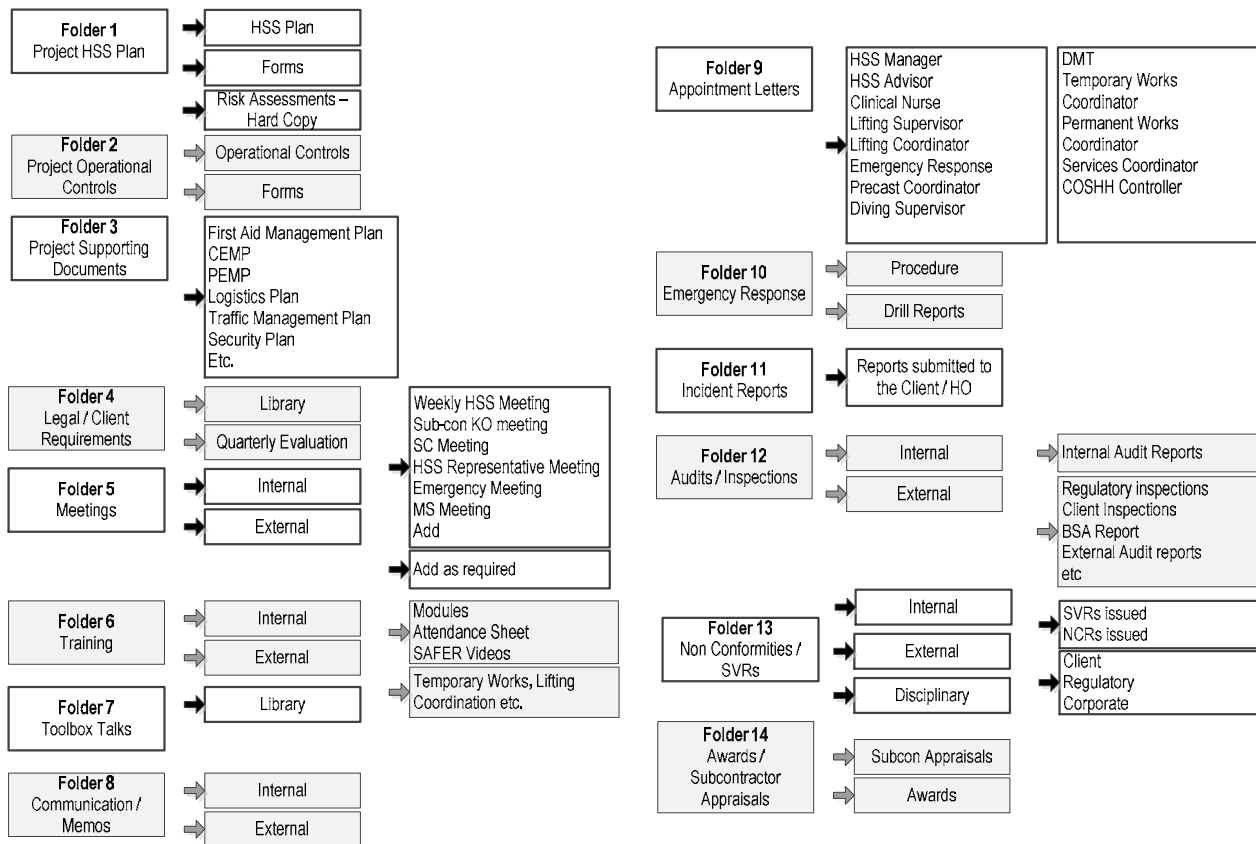 Folder 1
Project HSS Plan
HSS Plan
Forms
Risk Assessments –
Hard Copy
Folder 2
Project Operational
Controls
Operational Controls
Forms
Folder 3
Project Supporting
Documents
First Aid Management Plan
CEMP
PEMP
Logistics Plan
Traffic Management Plan
Security Plan
Etc.
Folder 4
Legal / Client
Requirements
Library
Quarterly Evaluation
Folder 5
Meetings
Internal
External
Weekly HSS Meeting
Sub-con KO meeting
SC Meeting
HSS Representative Meeting
Emergency Meeting
MS Meeting
Add
Add as required
Folder 6
Training
Internal
External
Modules
Attendance Sheet
SAFER Videos
Temporary Works, Lifting
Coordination etc.
Folder 7
Toolbox Talks
Library
Folder 8
Communication /
Memos
Internal
External
Folder 9
Appointment Letters
HSS Manager
HSS Advisor
Clinical Nurse
Lifting Supervisor
Lifting Coordinator
Emergency Response
Precast Coordinator
Diving Supervisor
DMT
Temporary Works
Coordinator
Permanent Works
Coordinator
Services Coordinator
COSHH Controller
Folder 10
Emergency Response
Procedure
Drill Reports
Folder 11
Incident Reports
Reports submitted to
the Client / HO
Folder 12
Audits / Inspections
Internal
External
Internal Audit Reports
Regulatory inspections
Client Inspections
BSA Report
External Audit reports
etc
Folder 13
Non Conformities /
SVRs
Internal
External
Disciplinary
SVRs issued
NCRs issued
Client
Regulatory
Corporate
Folder 14
Awards /
Subcontractor
Appraisals
Subcon Appraisals
Awards